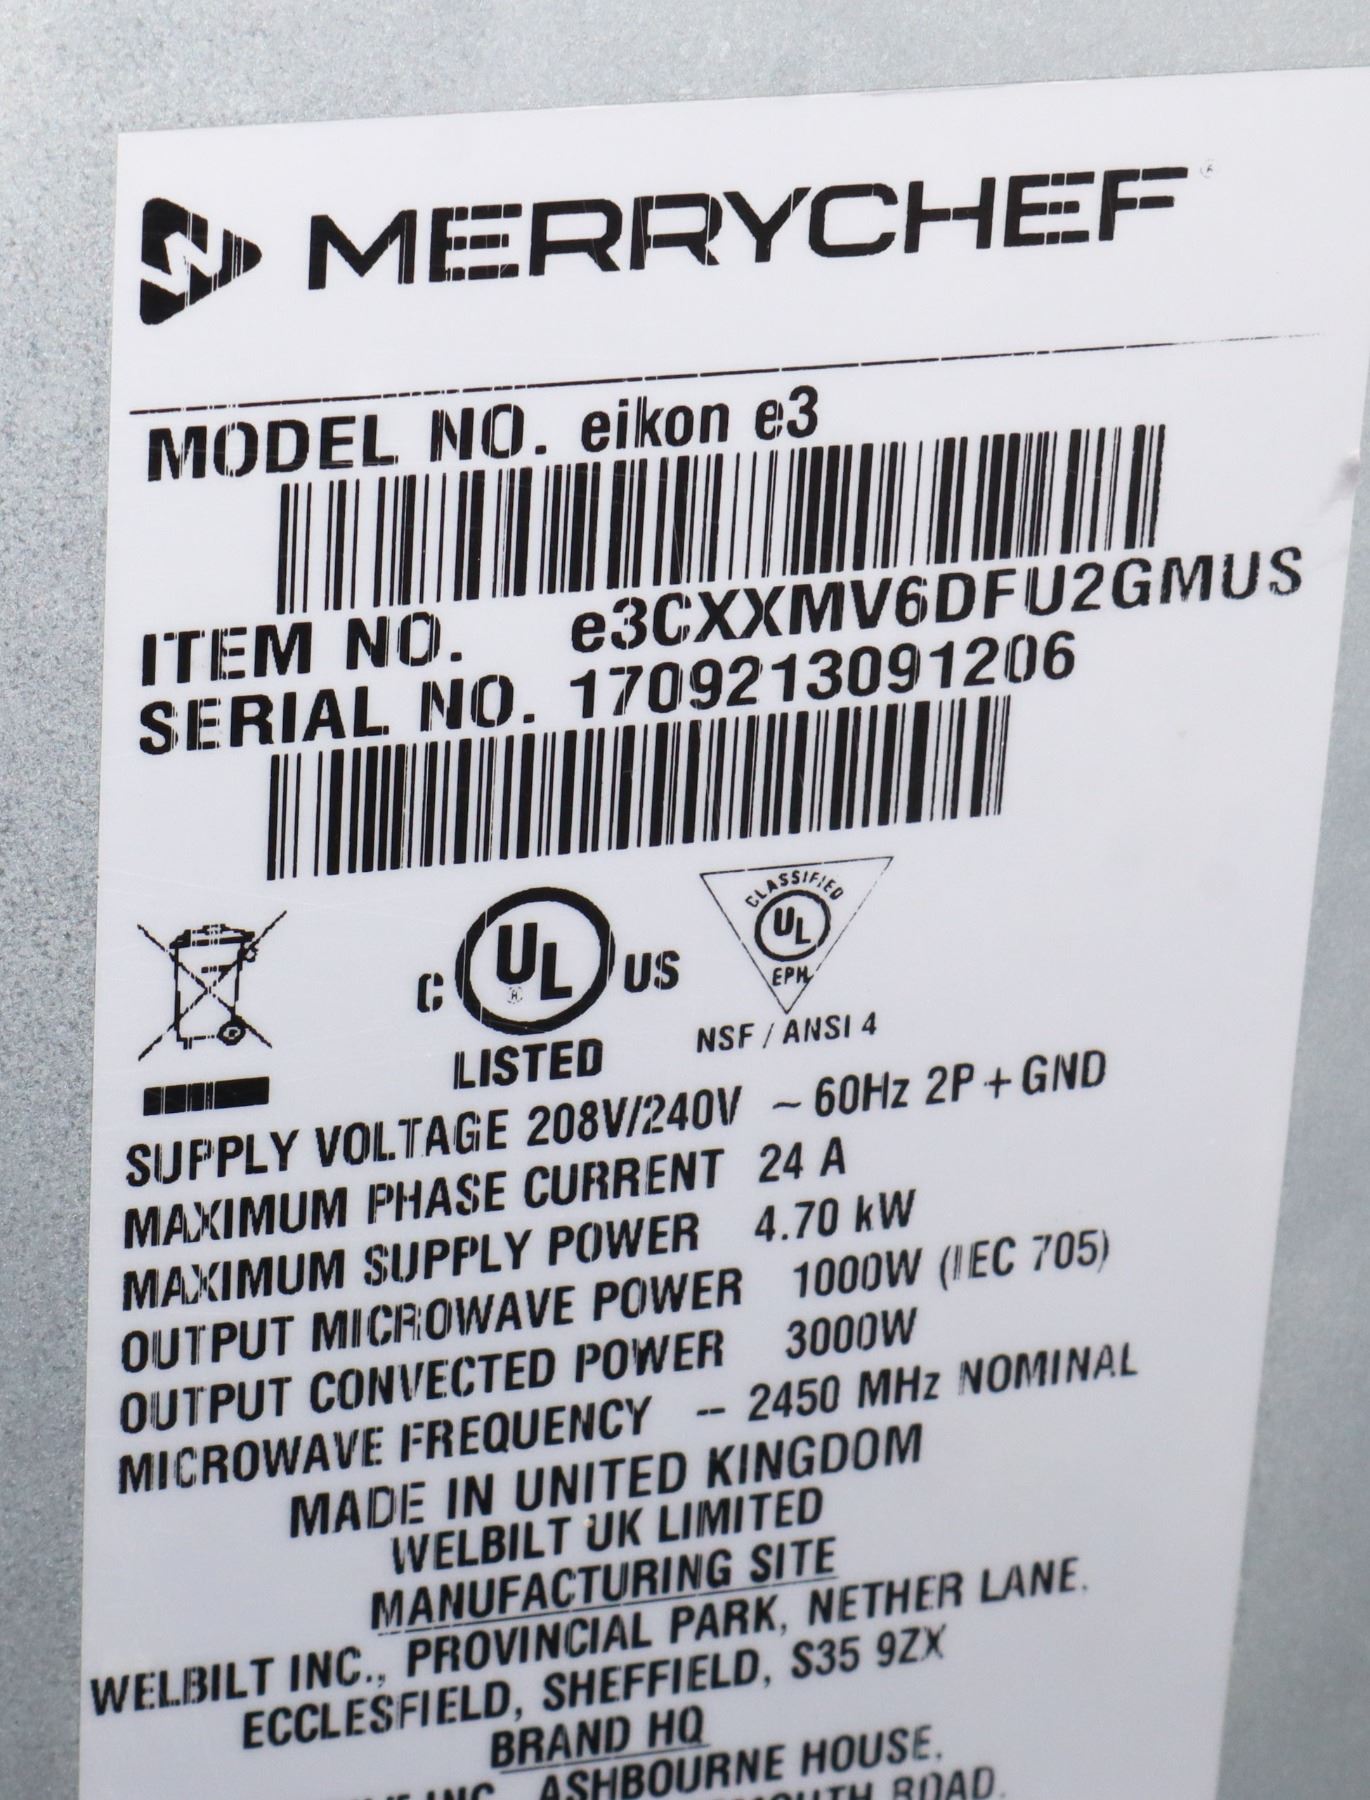 MERRYCHEF ®
MODEL NO. eikon e3
ITEM NO. e3CXXMV6DFU2GMUS
SERIAL NO. 1709213091206
C UL ® US
LISTED
CLASSIFIED
UL
EPH
NSF / ANSI 4
SUPPLY VOLTAGE 208V/240V ~ 60Hz 2P + GND
MAXIMUM PHASE CURRENT 24 A
MAXIMUM SUPPLY POWER 4.70 kW
OUTPUT MICROWAVE POWER 1000W (IEC 705)
OUTPUT CONVECTED POWER 3000W
MICROWAVE FREQUENCY -- 2450 MHz NOMINAL
MADE IN UNITED KINGDOM
WELBILT UK LIMITED
MANUFACTURING SITE
WELBILT INC., PROVINCIAL PARK, NETHER LANE,
ECCLESFIELD, SHEFFIELD, S35 9ZX
BRAND HQ
ASHBOURNE HOUSE,
ROAD,